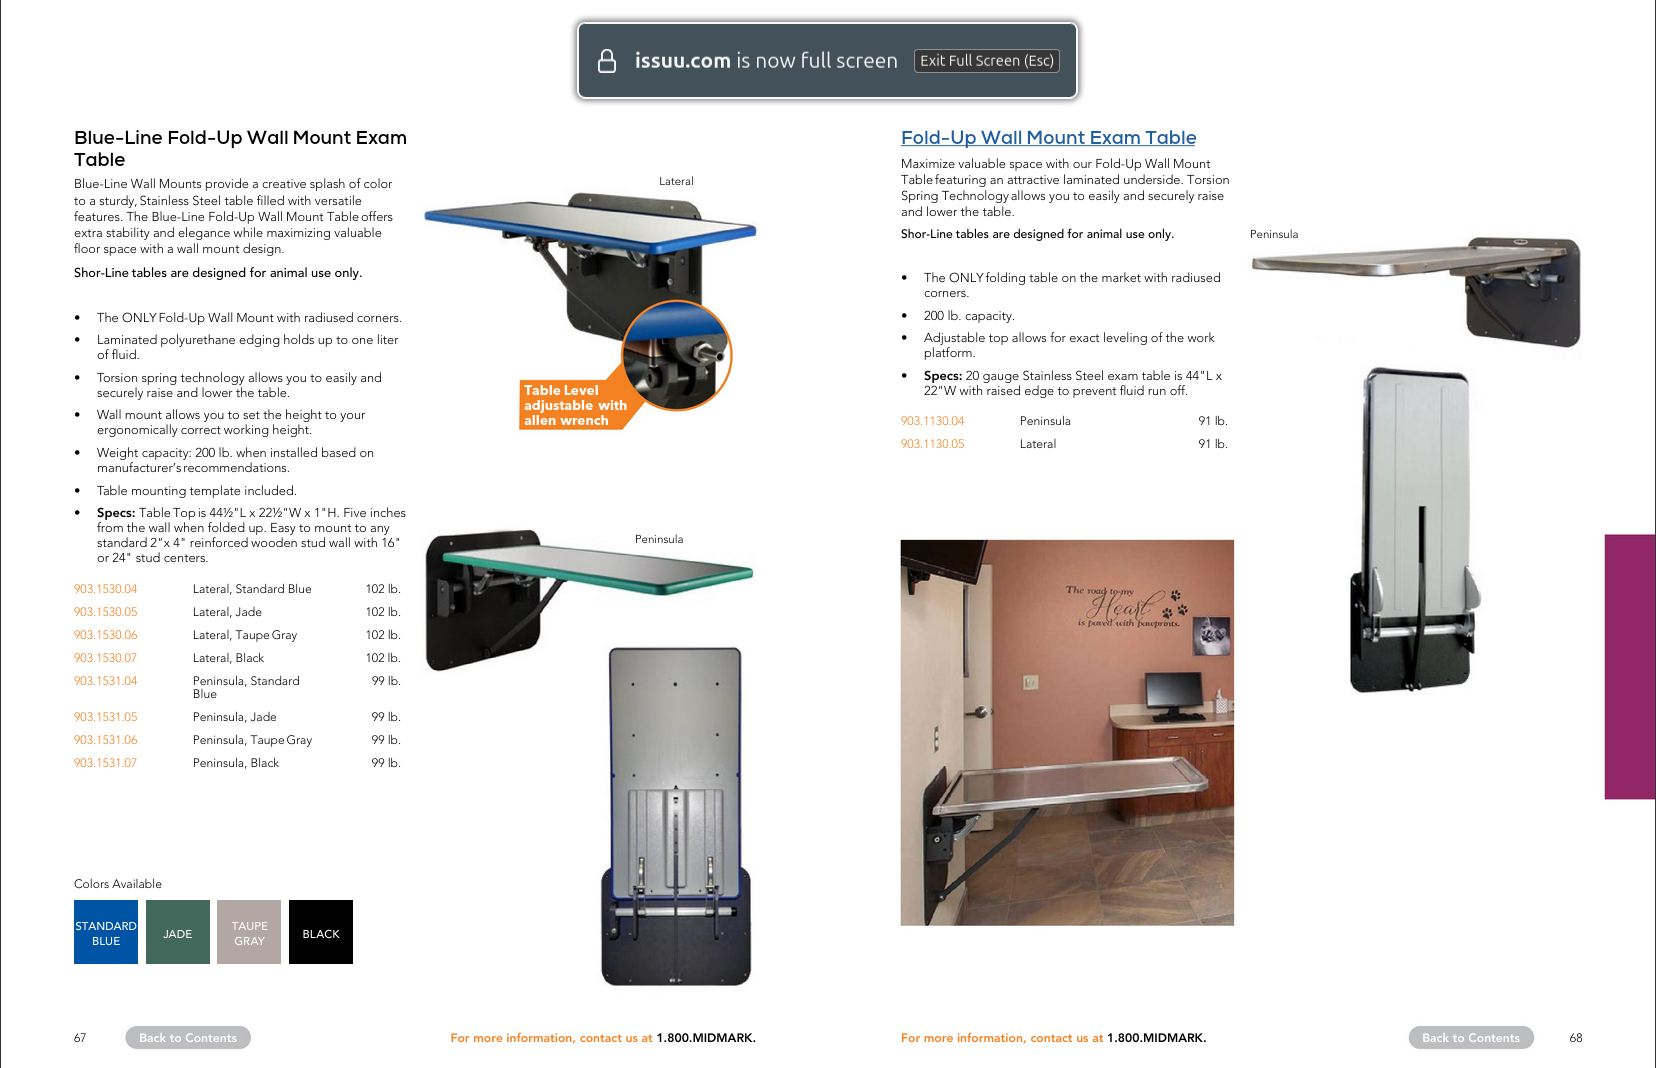 issuu.com is now full screen Exit Full Screen (Esc)
Blue-Line Fold-Up Wall Mount Exam
Table
Blue-Line Wall Mounts provide a creative splash of color
to a sturdy, Stainless Steel table filled with versatile
features. The Blue-Line Fold-Up Wall Mount Table offers
extra stability and elegance while maximizing valuable
floor space with a wall mount design.
Shor-Line tables are designed for animal use only.
• The ONLY Fold-Up Wall Mount with radiused corners.
• Laminated polyurethane edging holds up to one liter
of fluid.
• Torsion spring technology allows you to easily and
securely raise and lower the table.
• Wall mount allows you to set the height to your
ergonomically correct working height.
• Weight capacity: 200 lb. when installed based on
manufacturer's recommendations.
• Table mounting template included.
• Specs: Table Top is 44½"L x 22½"W x 1"H. Five inches
from the wall when folded up. Easy to mount to any
standard 2"x 4" reinforced wooden stud wall with 16"
or 24" stud centers.
903.1530.04 Lateral, Standard Blue 102 lb.
903.1530.05 Lateral, Jade 102 lb.
903.1530.06 Lateral, Taupe Gray 102 lb.
903.1530.07 Lateral, Black 102 lb.
903.1531.04 Peninsula, Standard 99 lb.
Blue
903.1531.05 Peninsula, Jade 99 lb.
903.1531.06 Peninsula, Taupe Gray 99 lb.
903.1531.07 Peninsula, Black 99 lb.
Colors Available
STANDARD
BLUE
JADE
TAUPE
GRAY
BLACK
Lateral
Table Level
adjustable with
allen wrench
Peninsula
67 Back to Contents For more information, contact us at 1.800.MIDMARK.
Fold-Up Wall Mount Exam Table
Maximize valuable space with our Fold-Up Wall Mount
Table featuring an attractive laminated underside. Torsion
Spring Technology allows you to easily and securely raise
and lower the table.
Shor-Line tables are designed for animal use only.
• The ONLY folding table on the market with radiused
corners.
• 200 lb. capacity.
• Adjustable top allows for exact leveling of the work
platform.
• Specs: 20 gauge Stainless Steel exam table is 44"L x
22"W with raised edge to prevent fluid run off.
903.1130.04 Peninsula 91 lb.
903.1130.05 Lateral 91 lb.
Peninsula
The road to my
Heart
is paved with pawprints.
For more information, contact us at 1.800.MIDMARK. Back to Contents 68